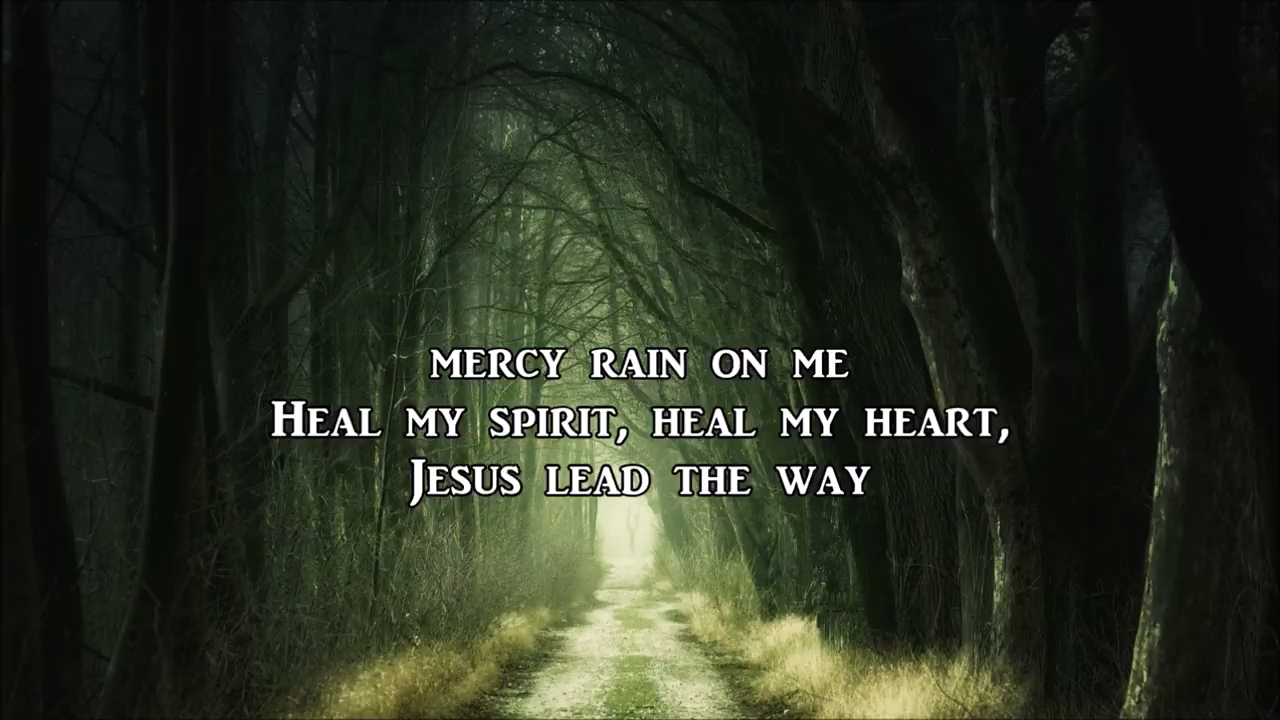 MERCY RAIN ON ME
HEAL MY SPIRIT, HEAL MY HEART,
JESUS LEAD THE WAY